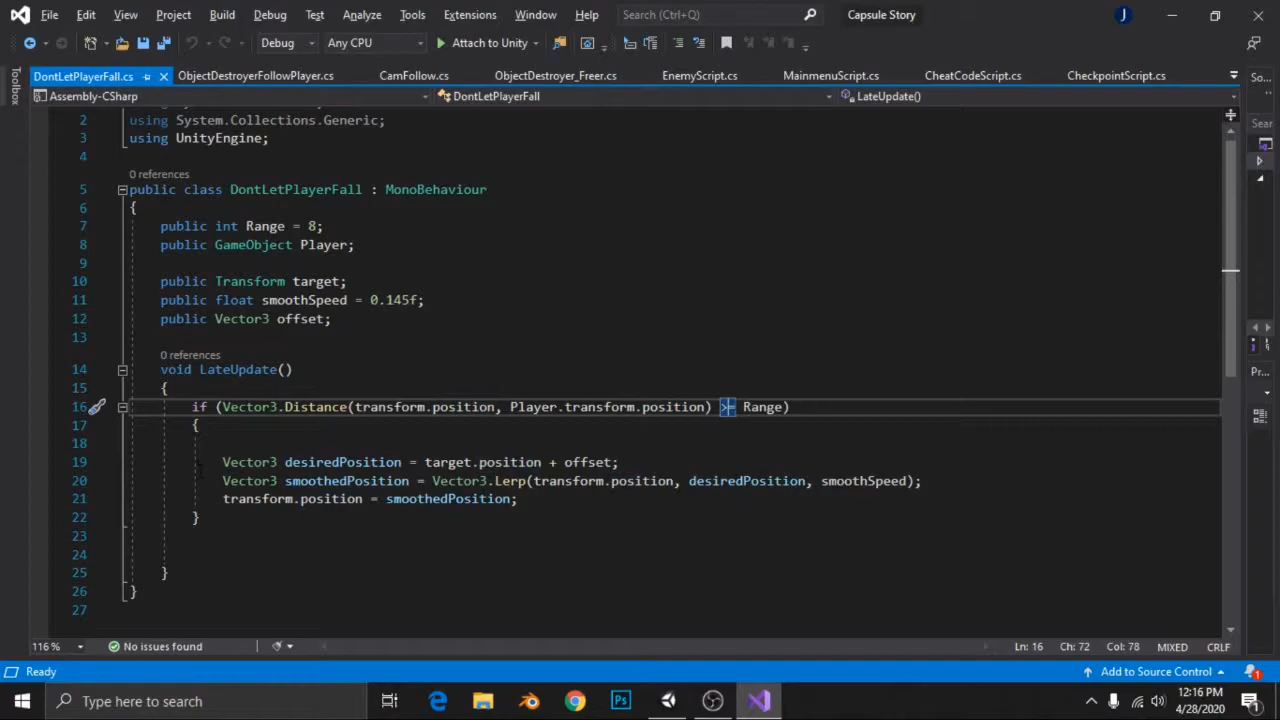 File Edit View Project Build Debug Test Analyze Tools Extensions Window Help Search (Ctrl+Q) Capsule Story J
Debug Any CPU Attach to Unity
DontLetPlayerFall.cs ObjectDestroyerFollowPlayer.cs CamFollow.cs ObjectDestroyer_Freer.cs EnemyScript.cs MainmenuScript.cs CheatCodeScript.cs CheckpointScript.cs So...
Toolbox
Assembly-CSharp DontLetPlayerFall LateUpdate()
Sear
2 using System.Collections.Generic;
3 using UnityEngine;
4
0 references
5 public class DontLetPlayerFall : MonoBehaviour
6 {
7 public int Range = 8;
8 public GameObject Player;
9
10 public Transform target;
11 public float smoothSpeed = 0.145f;
12 public Vector3 offset;
13
0 references
14 void LateUpdate()
15 {
16 if (Vector3.Distance(transform.position, Player.transform.position) >= Range)
17 {
18
19 Vector3 desiredPosition = target.position + offset;
20 Vector3 smoothedPosition = Vector3.Lerp(transform.position, desiredPosition, smoothSpeed);
21 transform.position = smoothedPosition;
22 }
23
24
25 }
26 }
27
Pr...
116 % No issues found Ln: 16 Ch: 72 Col: 78 MIXED CRLF
Ready Add to Source Control 1
Type here to search Ps 12:16 PM
4/28/2020 1